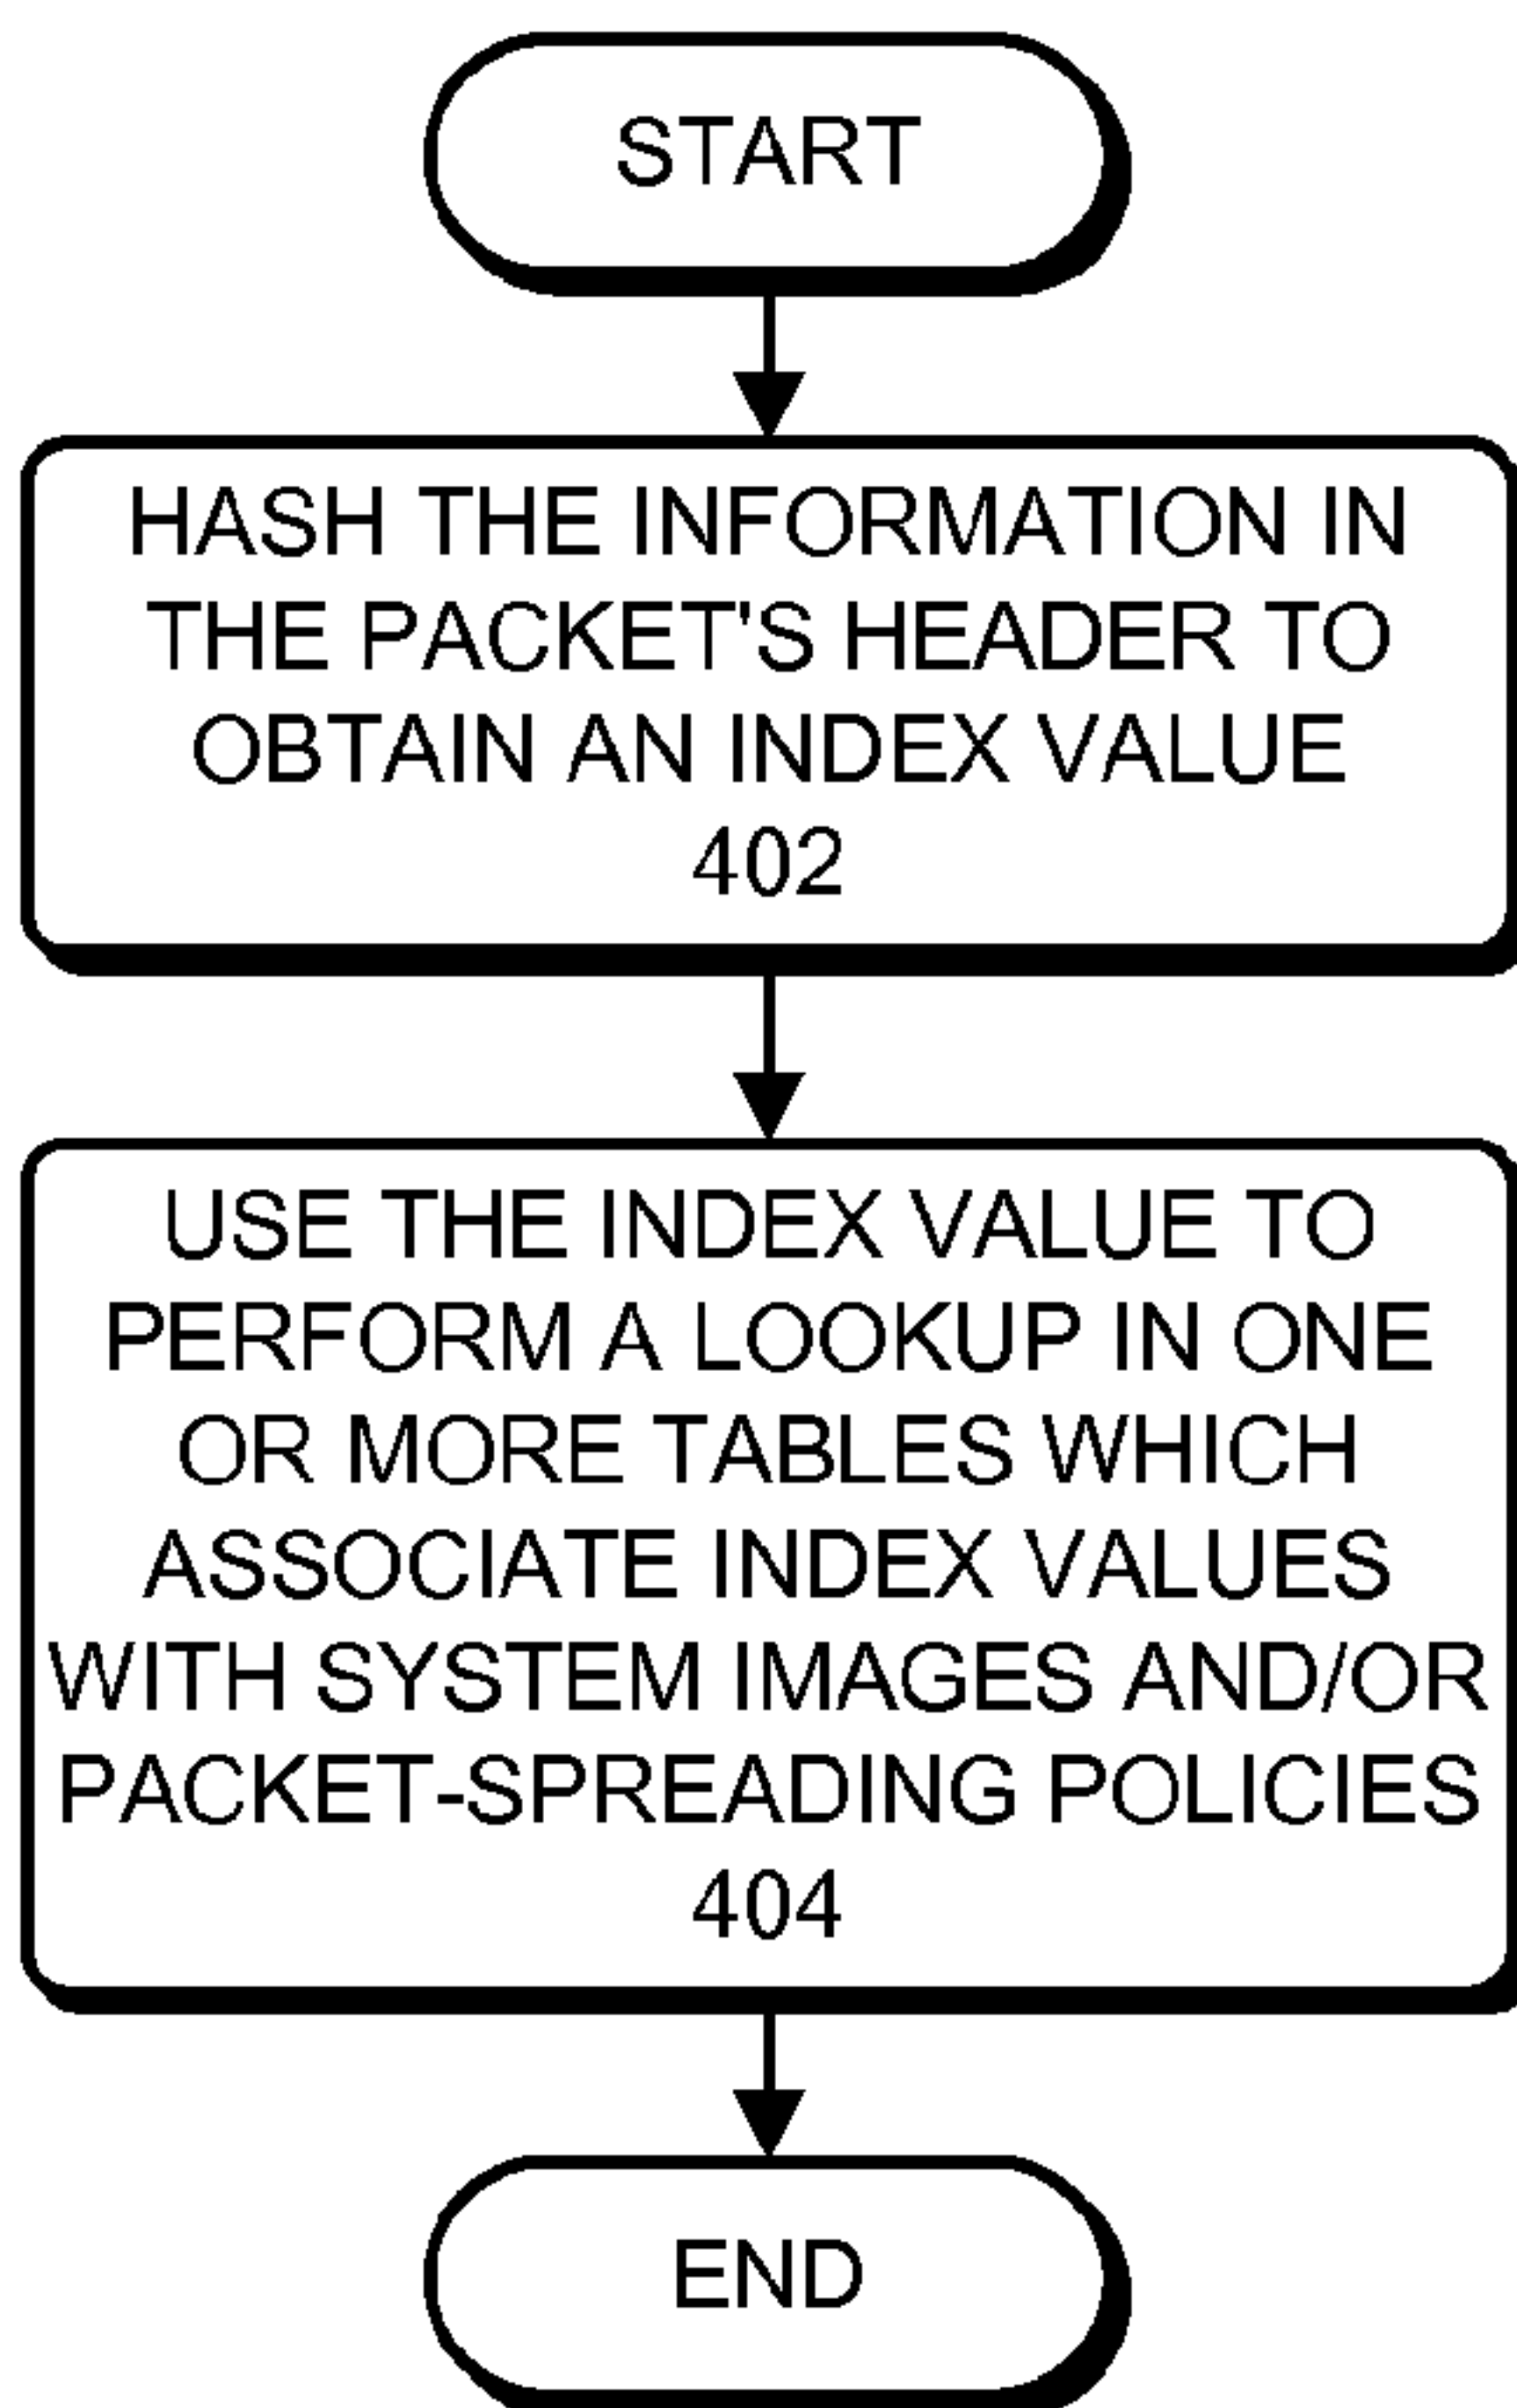 START
HASH THE INFORMATION IN
THE PACKET'S HEADER TO
OBTAIN AN INDEX VALUE
402
USE THE INDEX VALUE TO
PERFORM A LOOKUP IN ONE
OR MORE TABLES WHICH
ASSOCIATE INDEX VALUES
WITH SYSTEM IMAGES AND/OR
PACKET-SPREADING POLICIES
404
END